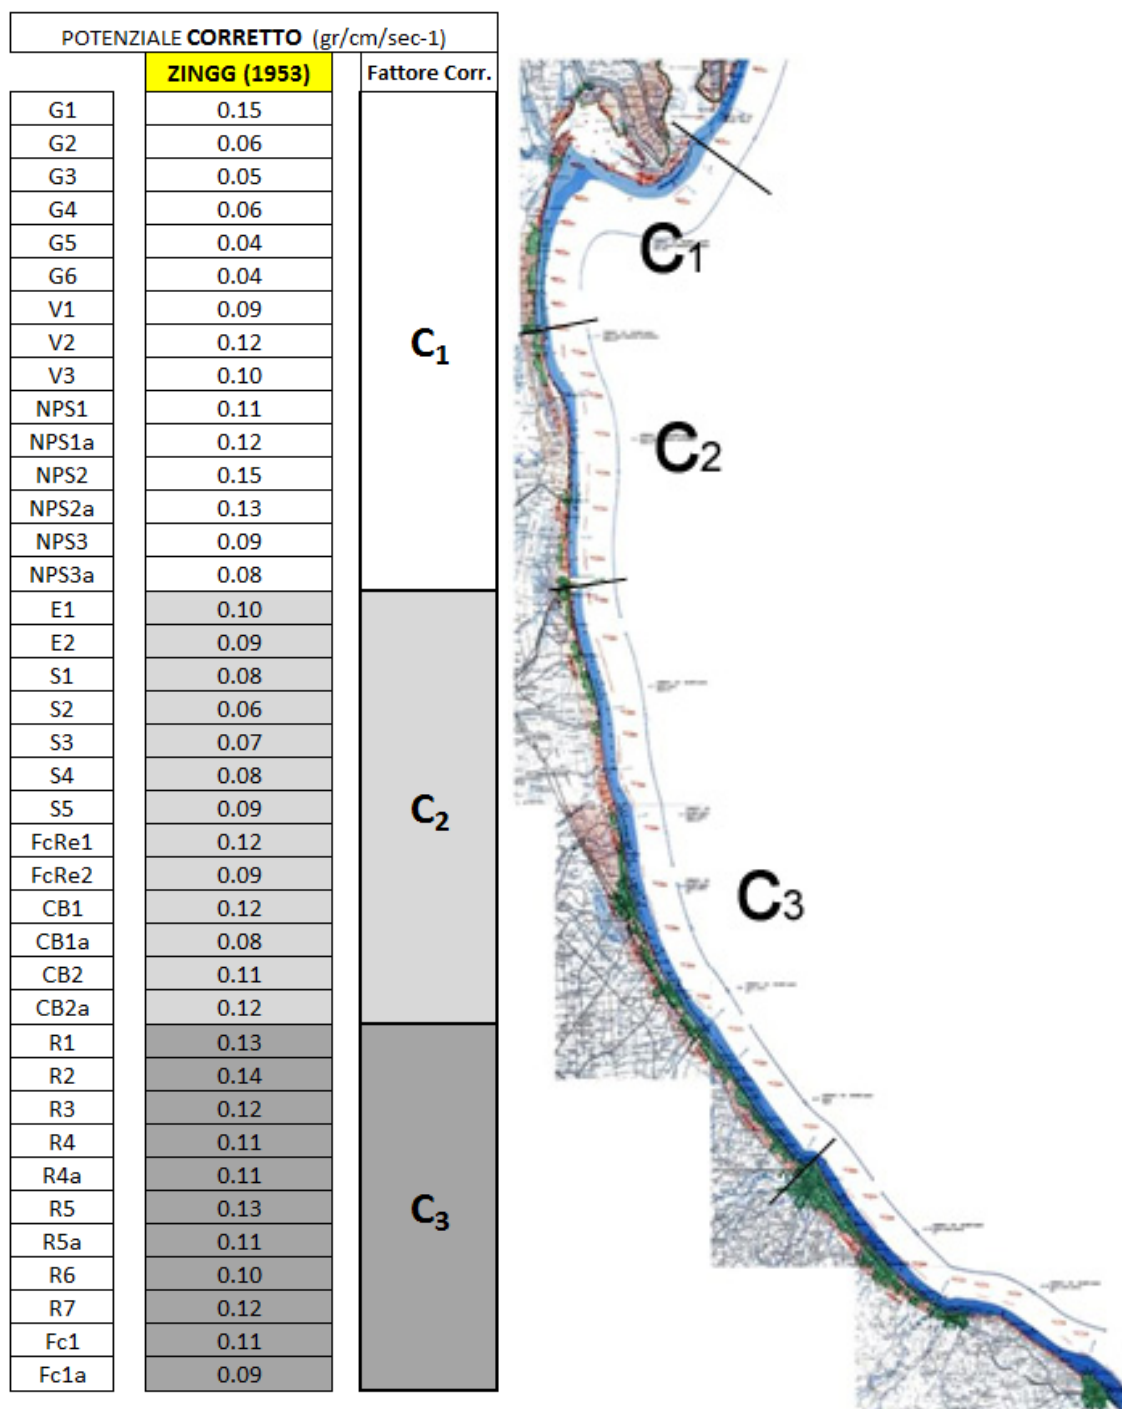 POTENZIALE CORRETTO (gr/cm/sec-1)
ZINGG (1953) Fattore Corr.
G1 0.15
G2 0.06
G3 0.05
G4 0.06
G5 0.04
G6 0.04
V1 0.09
V2 0.12
V3 0.10
NPS1 0.11
NPS1a 0.12
NPS2 0.15
NPS2a 0.13
NPS3 0.09
NPS3a 0.08
C1
E1 0.10
E2 0.09
S1 0.08
S2 0.06
S3 0.07
S4 0.08
S5 0.09
FcRe1 0.12
FcRe2 0.09
CB1 0.12
CB1a 0.08
CB2 0.11
CB2a 0.12
C2
R1 0.13
R2 0.14
R3 0.12
R4 0.11
R4a 0.11
R5 0.13
R5a 0.11
R6 0.10
R7 0.12
Fc1 0.11
Fc1a 0.09
C3
C1
C2
C3